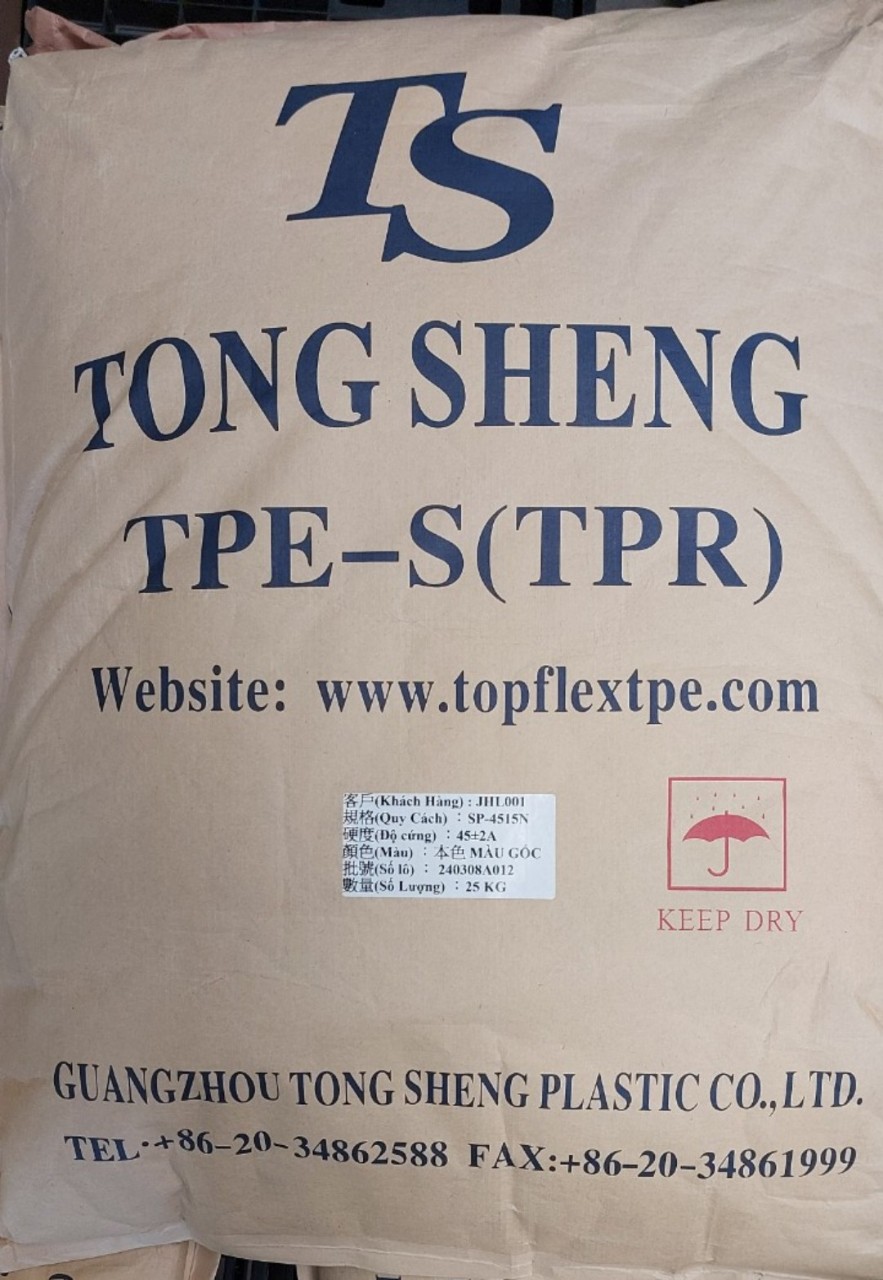 TS
TONG SHENG
TPE-S(TPR)
Website: www.topflextpe.com
客戶(Khách Hàng) : JHL001
規格(Quy Cách) : SP-4515N
硬度(Độ cứng) : 45±2A
顏色(Màu) : 本色 MÀU GÓC
批號(Số lô) : 240308A012
數量(Số Lượng) : 25 KG
KEEP DRY
GUANGZHOU TONG SHENG PLASTIC CO.,LTD.
TEL:+86-20-34862588 FAX:+86-20-34861999